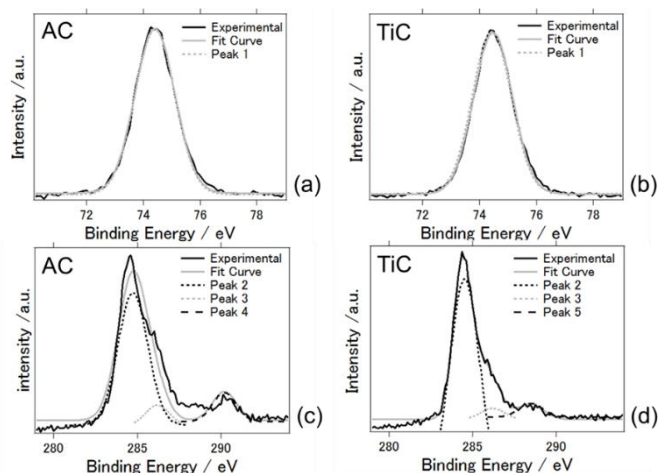 AC
Experimental
Fit Curve
Peak 1
Intensity /a.u.
72 74 76 78
Binding Energy / eV
(a)
TiC
Experimental
Fit Curve
Peak 1
Intensity /a.u.
72 74 76 78
Binding Energy / eV
(b)
AC
Experimental
Fit Curve
Peak 2
Peak 3
Peak 4
intensity /a.u.
280 285 290
Binding Energy / eV
(c)
TiC
Experimental
Fit Curve
Peak 2
Peak 3
Peak 5
Intensity /a.u.
280 285 290
Binding Energy / eV
(d)